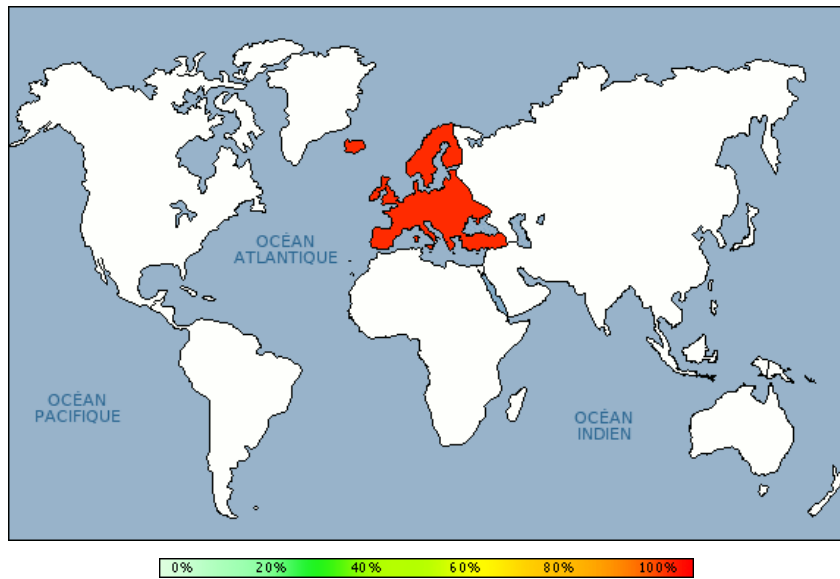 OCÉAN
ATLANTIQUE
OCÉAN
PACIFIQUE
OCÉAN
INDIEN
0% 20% 40% 60% 80% 100%